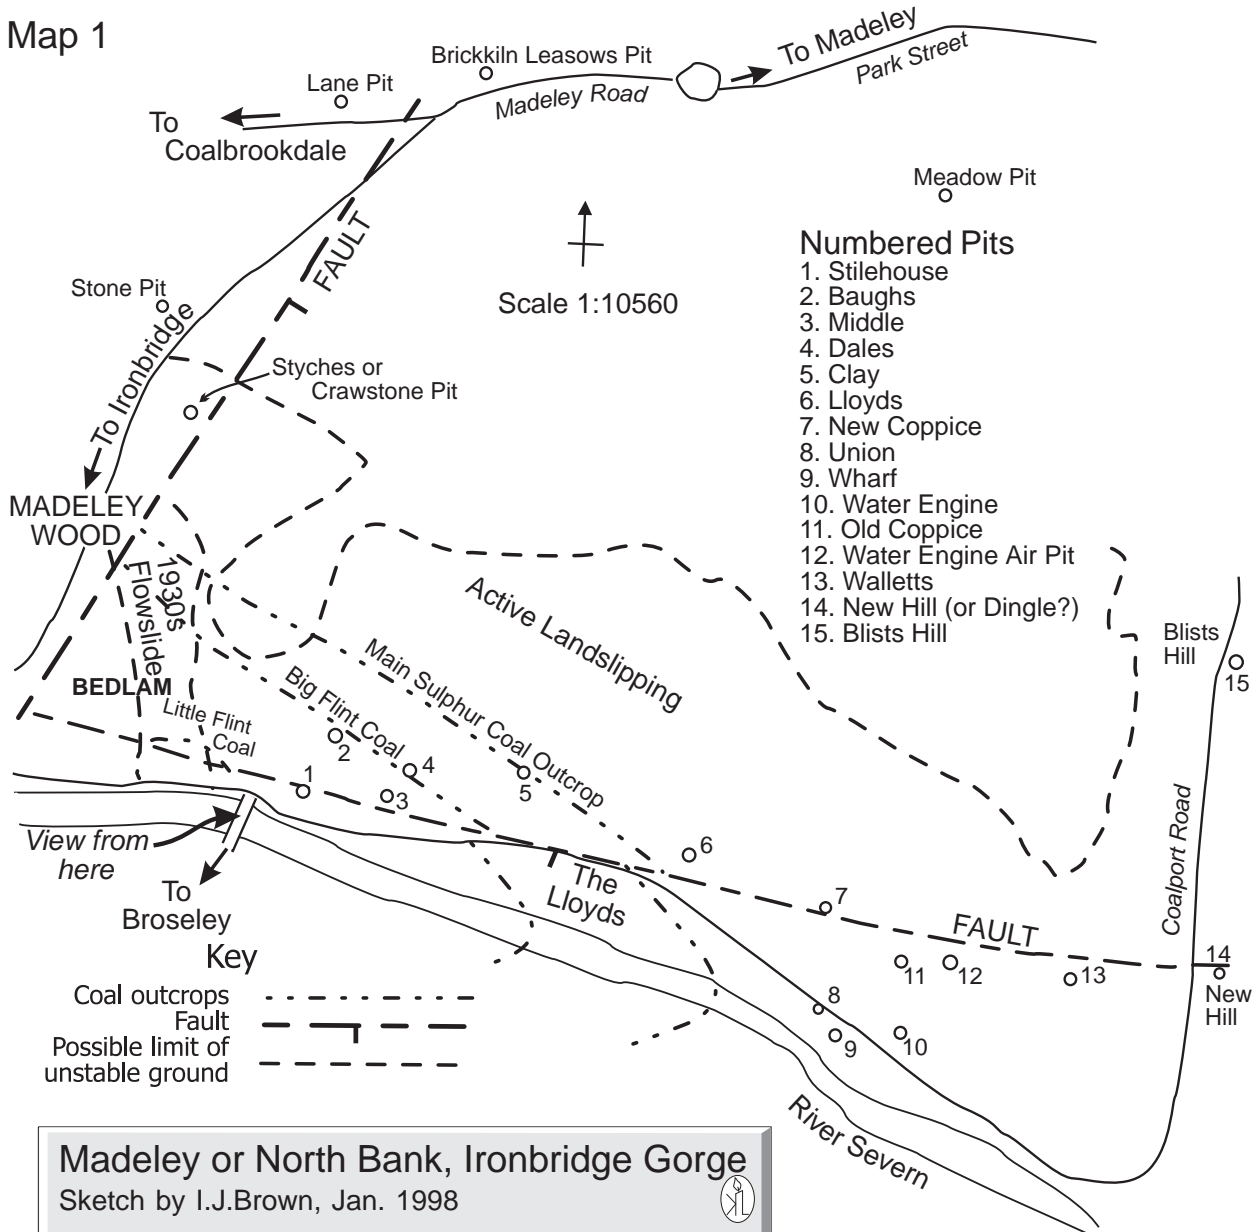 Map 1
To Madeley
Park Street
Brickkiln Leasows Pit
Madeley Road
Lane Pit
To
Coalbrookdale
Meadow Pit
FAULT
Scale 1:10560
Numbered Pits
1. Stilehouse
2. Baughs
3. Middle
4. Dales
5. Clay
6. Lloyds
7. New Coppice
8. Union
9. Wharf
10. Water Engine
11. Old Coppice
12. Water Engine Air Pit
13. Walletts
14. New Hill (or Dingle?)
15. Blists Hill
Stone Pit
To Ironbridge
Styches or
Crawstone Pit
MADELEY
WOOD
1930s
Flowslide
Active Landslipping
Blists
Hill
15
BEDLAM
Little Flint
Coal
Big Flint Coal
Main Sulphur Coal Outcrop
2
4
1
3
5
6
7
Coalport Road
View from
here
The
Lloyds
FAULT
To
Broseley
11
12
13
14
New
Hill
8
9
10
River Severn
Key
Coal outcrops
Fault
Possible limit of
unstable ground
Madeley or North Bank, Ironbridge Gorge
Sketch by I.J.Brown, Jan. 1998